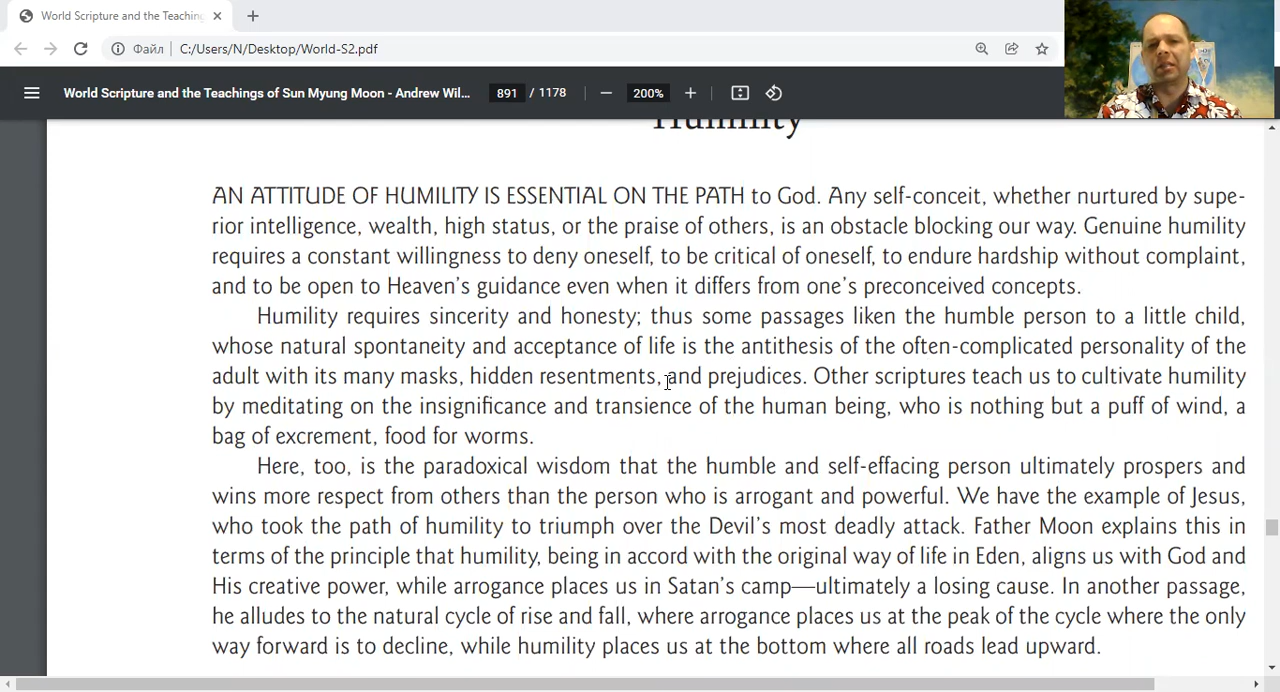 World Scripture and the Teaching
Файл
C:/Users/N/Desktop/World-S2.pdf
World Scripture and the Teachings of Sun Myung Moon - Andrew Wil...
891 / 1178
200%
Humility
AN ATTITUDE OF HUMILITY IS ESSENTIAL ON THE PATH to God. Any self-conceit, whether nurtured by supe-
rior intelligence, wealth, high status, or the praise of others, is an obstacle blocking our way. Genuine humility
requires a constant willingness to deny oneself, to be critical of oneself, to endure hardship without complaint,
and to be open to Heaven’s guidance even when it differs from one’s preconceived concepts.
Humility requires sincerity and honesty; thus some passages liken the humble person to a little child,
whose natural spontaneity and acceptance of life is the antithesis of the often-complicated personality of the
adult with its many masks, hidden resentments, and prejudices. Other scriptures teach us to cultivate humility
by meditating on the insignificance and transience of the human being, who is nothing but a puff of wind, a
bag of excrement, food for worms.
Here, too, is the paradoxical wisdom that the humble and self-effacing person ultimately prospers and
wins more respect from others than the person who is arrogant and powerful. We have the example of Jesus,
who took the path of humility to triumph over the Devil’s most deadly attack. Father Moon explains this in
terms of the principle that humility, being in accord with the original way of life in Eden, aligns us with God and
His creative power, while arrogance places us in Satan’s camp—ultimately a losing cause. In another passage,
he alludes to the natural cycle of rise and fall, where arrogance places us at the peak of the cycle where the only
way forward is to decline, while humility places us at the bottom where all roads lead upward.